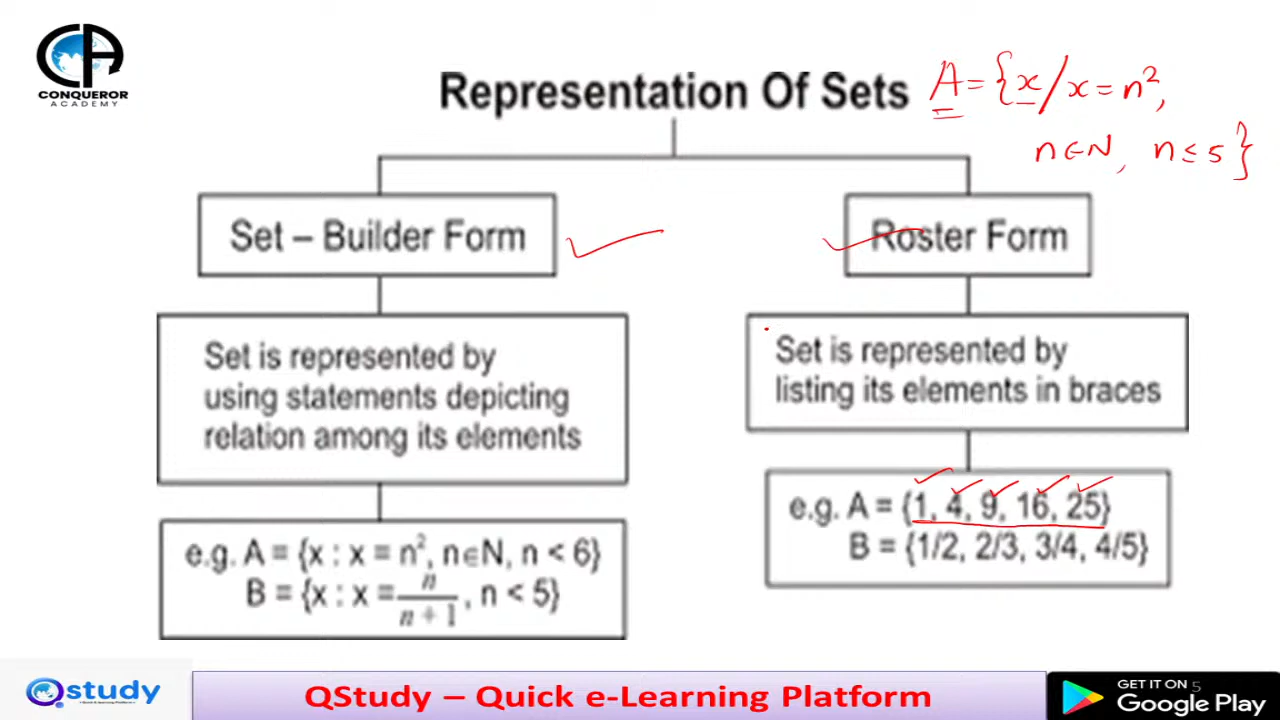 CONQUEROR
ACADEMY
Representation Of Sets
A = {x/x = n²,
n∈N, n≤5}
Set – Builder Form
Roster Form
Set is represented by
using statements depicting
relation among its elements
Set is represented by
listing its elements in braces
e.g. A = {x : x = n², n∈N, n < 6}
B = {x : x = n/(n + 1), n < 5}
e.g. A = {1, 4, 9, 16, 25}
B = {1/2, 2/3, 3/4, 4/5}
Qstudy
QStudy – Quick e-Learning Platform
GET IT ON 5
Google Play